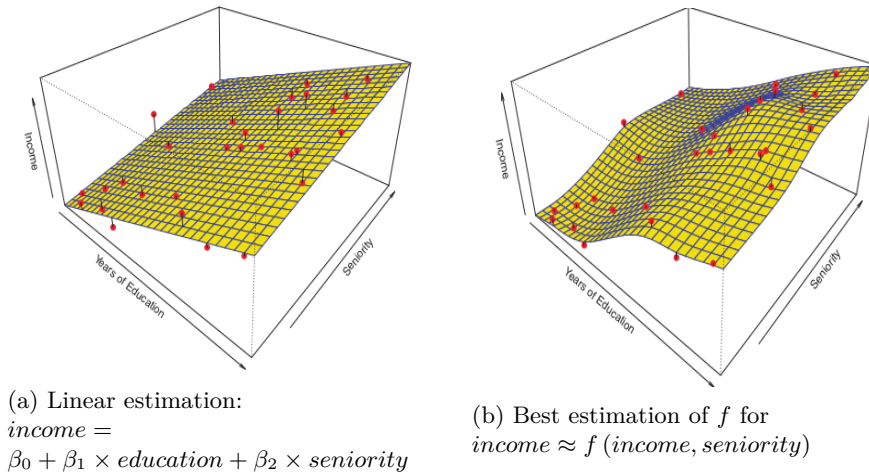 Income
Years of Education
Seniority
Income
Years of Education
Seniority
(a) Linear estimation:
income =
β₀ + β₁ × education + β₂ × seniority
(b) Best estimation of f for
income ≈ f (income, seniority)